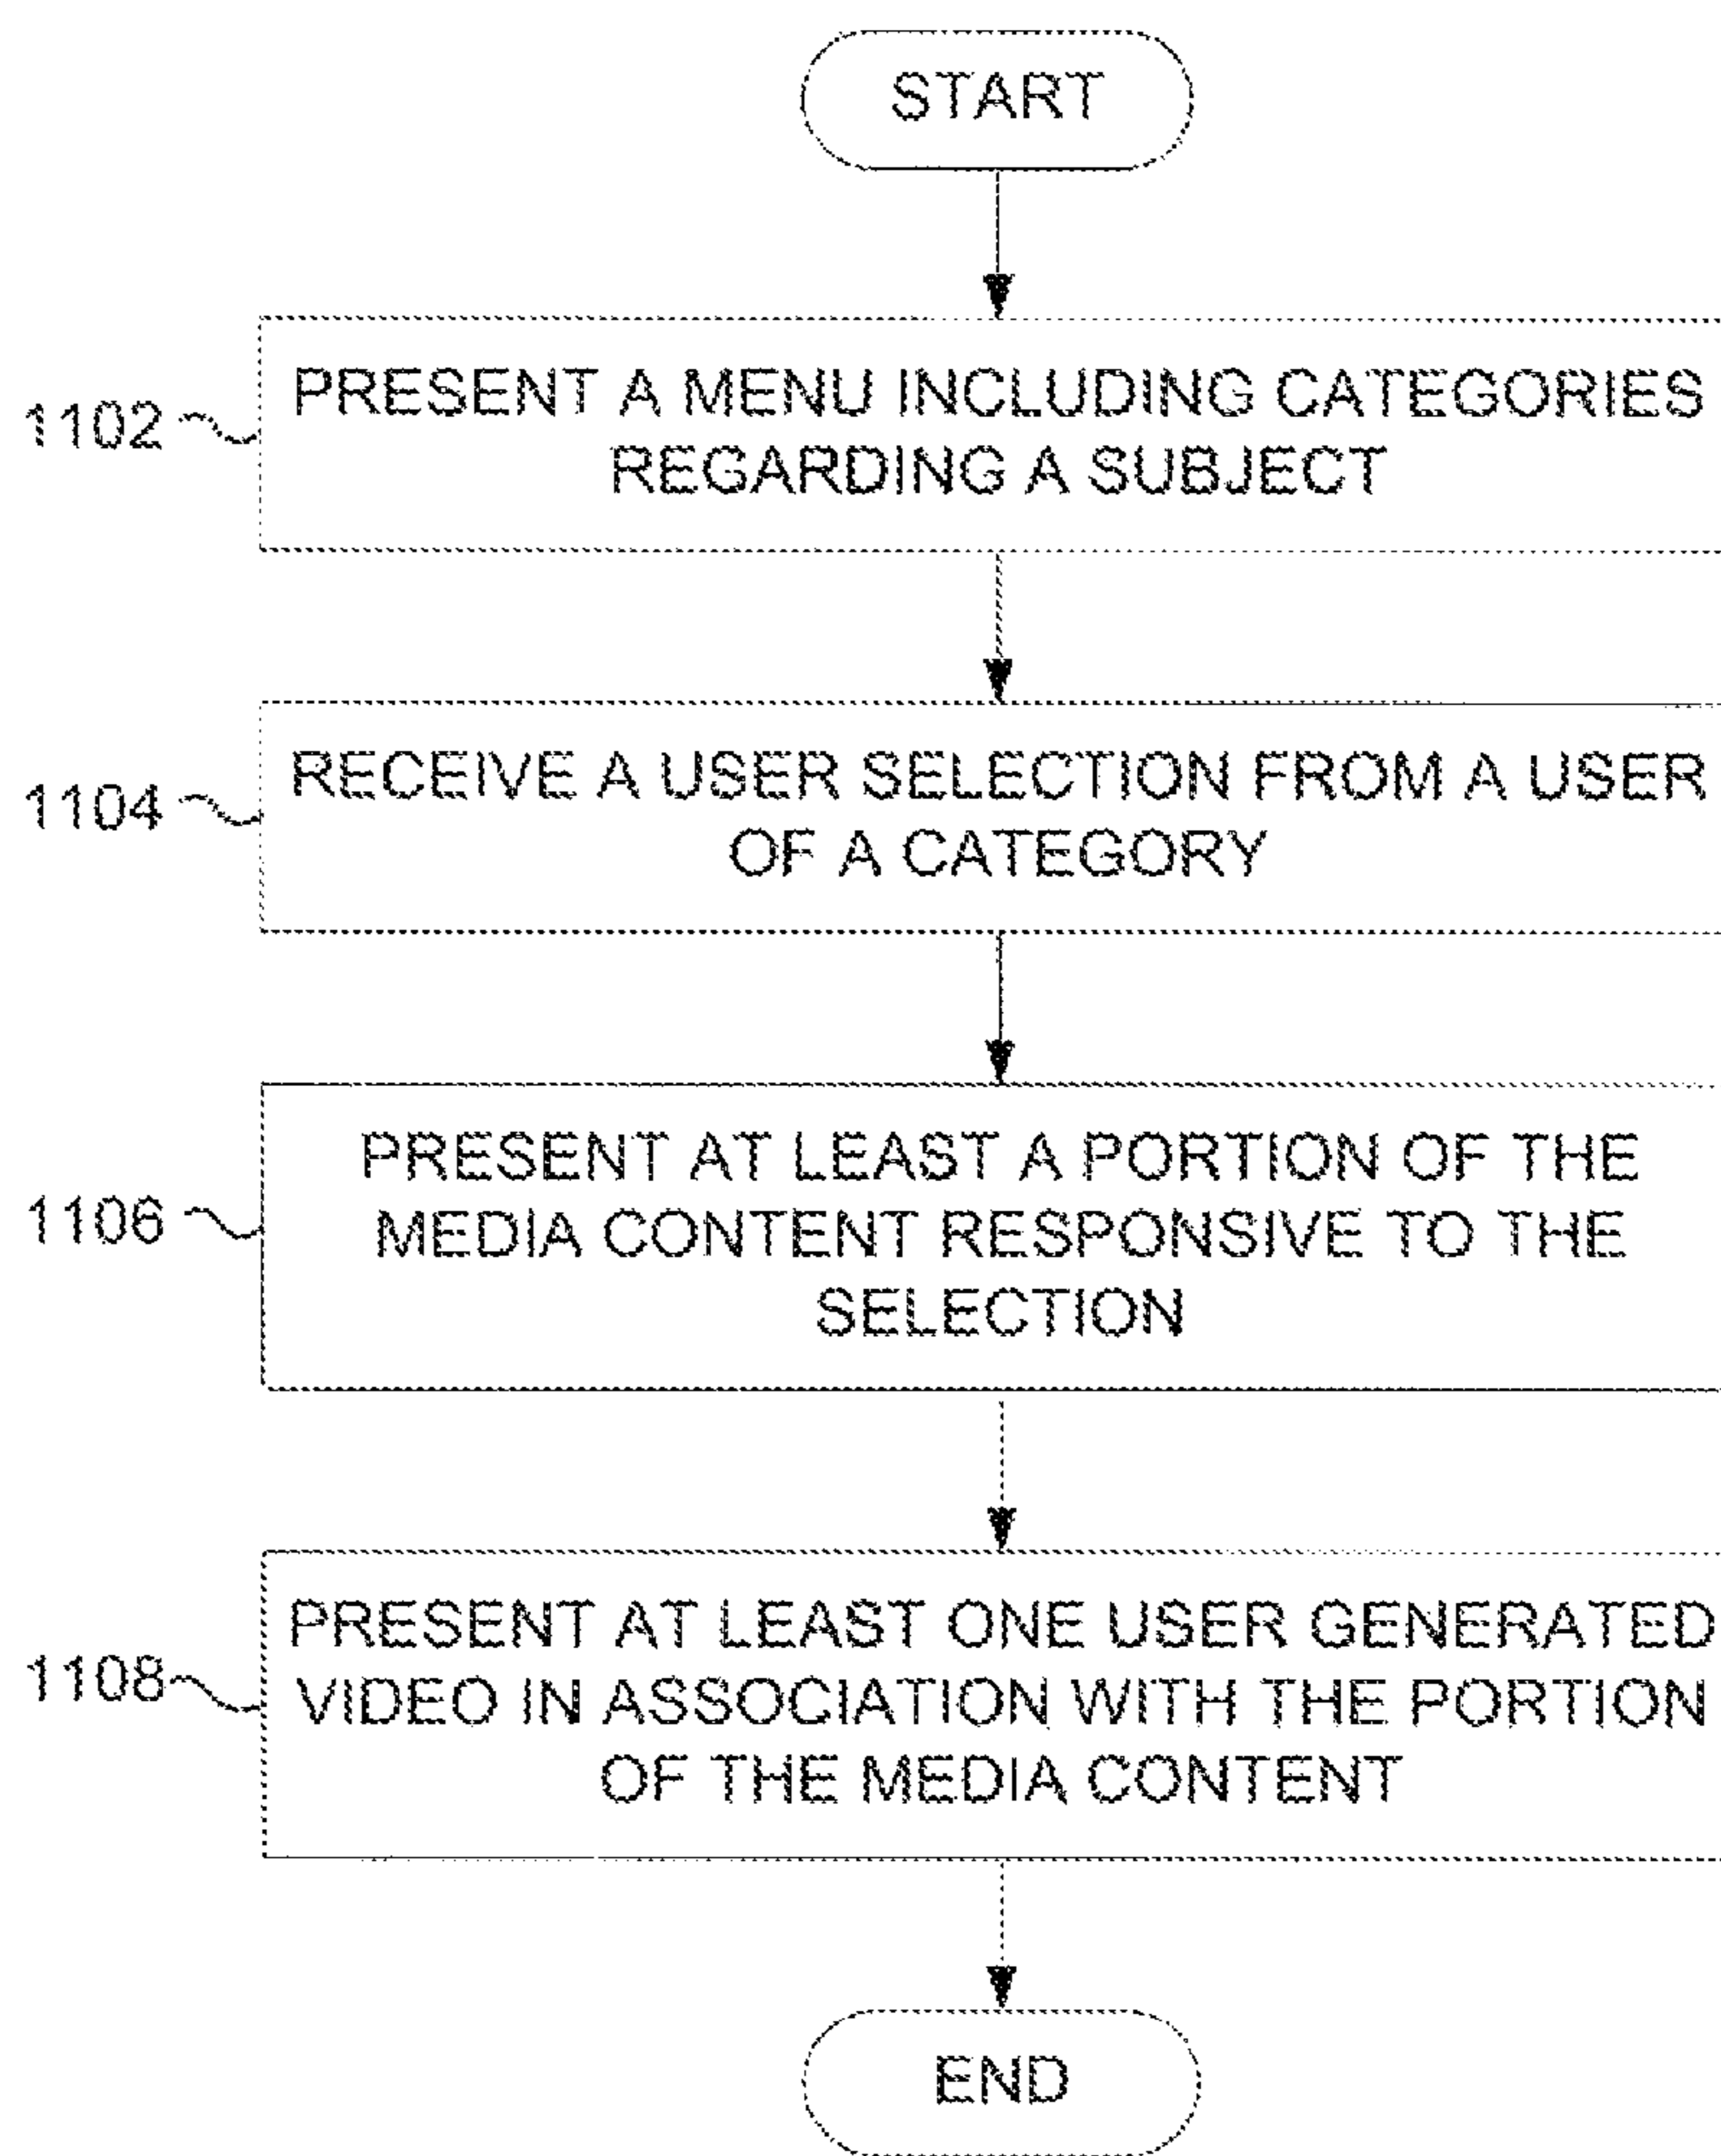 START
1102
PRESENT A MENU INCLUDING CATEGORIES
REGARDING A SUBJECT
1104
RECEIVE A USER SELECTION FROM A USER
OF A CATEGORY
1106
PRESENT AT LEAST A PORTION OF THE
MEDIA CONTENT RESPONSIVE TO THE
SELECTION
1108
PRESENT AT LEAST ONE USER GENERATED
VIDEO IN ASSOCIATION WITH THE PORTION
OF THE MEDIA CONTENT
END